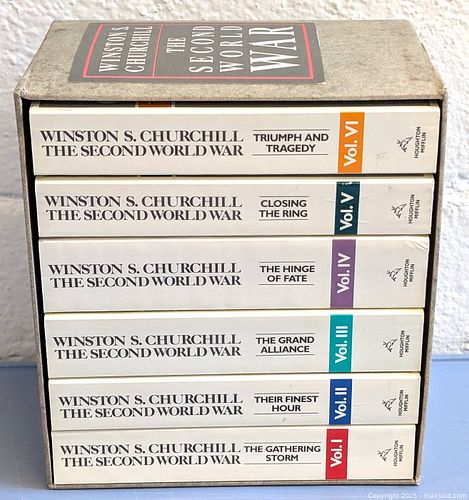 WINSTON S.
CHURCHILL
THE
SECOND
WORLD
WAR
WINSTON S. CHURCHILL
THE SECOND WORLD WAR
TRIUMPH AND
TRAGEDY
Vol. VI
HOUGHTON
MIFFLIN
WINSTON S. CHURCHILL
THE SECOND WORLD WAR
CLOSING
THE RING
Vol. V
HOUGHTON
MIFFLIN
WINSTON S. CHURCHILL
THE SECOND WORLD WAR
THE HINGE
OF FATE
Vol. IV
HOUGHTON
MIFFLIN
WINSTON S. CHURCHILL
THE SECOND WORLD WAR
THE GRAND
ALLIANCE
Vol. III
HOUGHTON
MIFFLIN
WINSTON S. CHURCHILL
THE SECOND WORLD WAR
THEIR FINEST
HOUR
Vol. II
HOUGHTON
MIFFLIN
WINSTON S. CHURCHILL
THE SECOND WORLD WAR
THE GATHERING
STORM
Vol. I
HOUGHTON
MIFFLIN
Copyright 2025 - maxsold.com